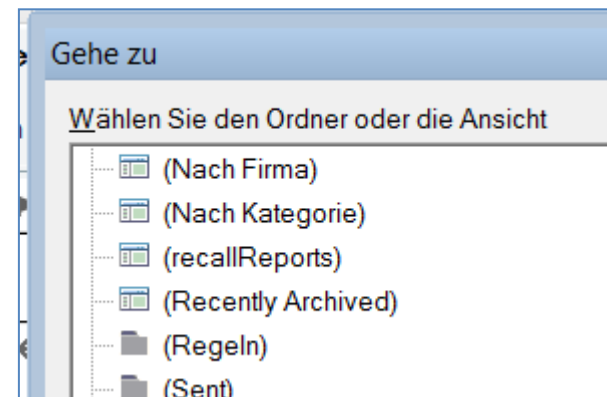 Gehe zu
Wählen Sie den Ordner oder die Ansicht
(Nach Firma)
(Nach Kategorie)
(recallReports)
(Recently Archived)
(Regeln)
(Sent)